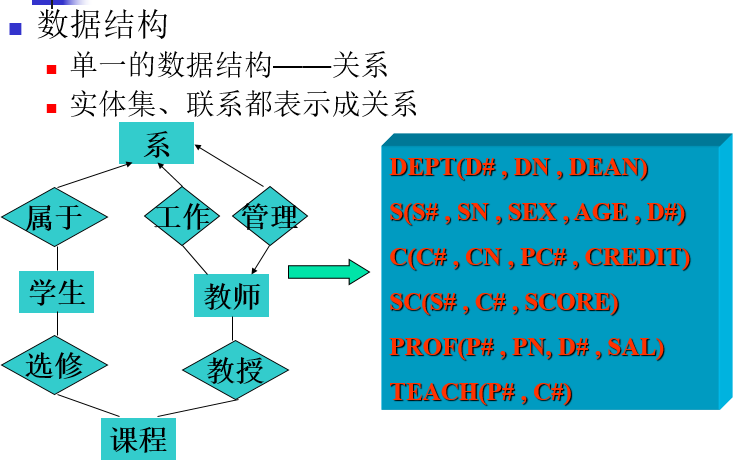 数据结构
单一的数据结构——关系
实体集、联系都表示成关系
系
属于
工作
管理
学生
教师
选修
教授
课程
DEPT(D# , DN , DEAN)
S(S# , SN , SEX , AGE , D#)
C(C# , CN , PC# , CREDIT)
SC(S# , C# , SCORE)
PROF(P# , PN, D# , SAL)
TEACH(P# , C#)